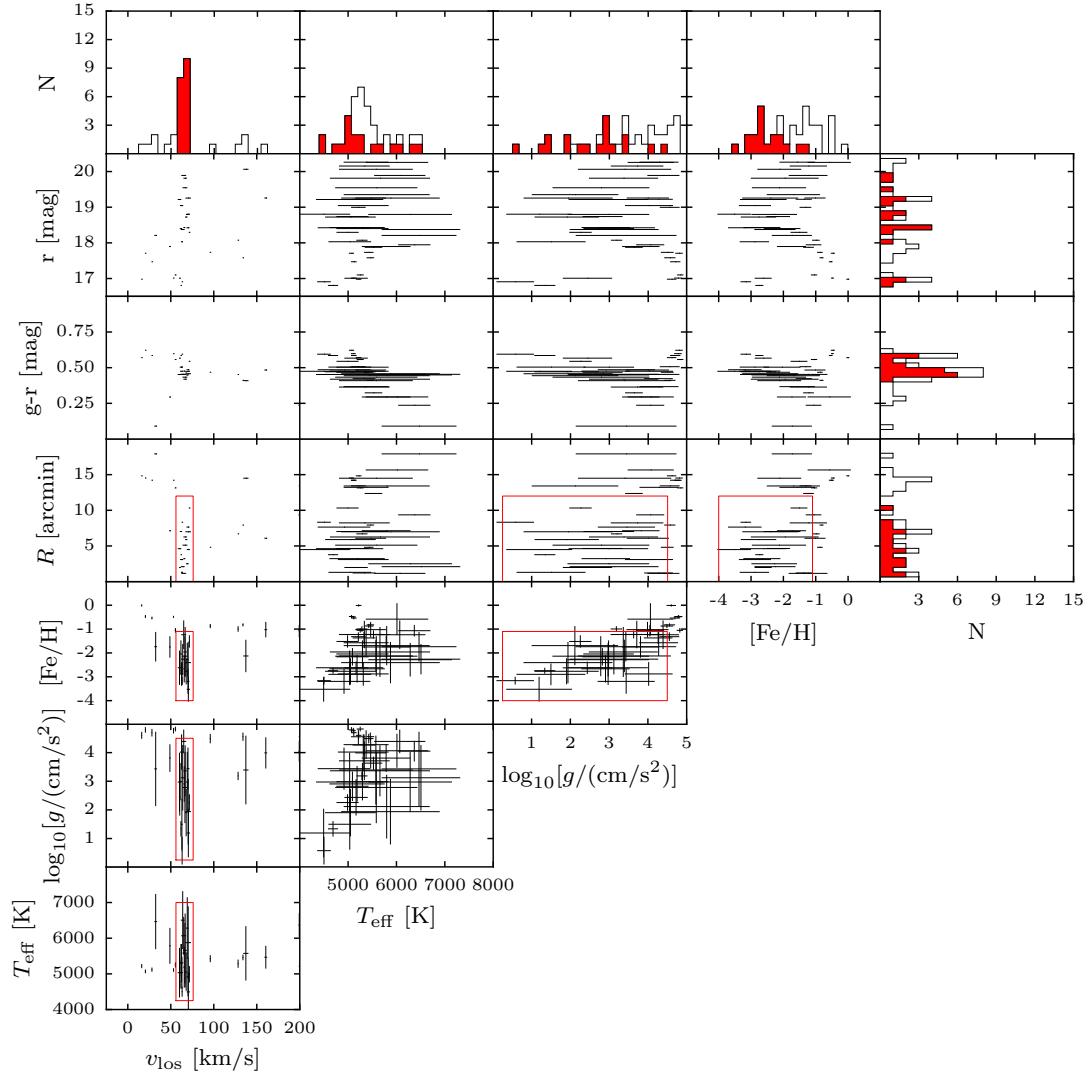 15
12
9
6
3
N
20
19
18
17
r [mag]
0.75
0.50
0.25
g-r [mag]
15
10
5
R [arcmin]
-4 -3 -2 -1 0
[Fe/H]
0 3 6 9 12 15
N
0
-1
-2
-3
-4
[Fe/H]
1 2 3 4 5
log₁₀[g/(cm/s²)]
4
3
2
1
log₁₀[g/(cm/s²)]
5000 6000 7000 8000
T_eff [K]
7000
6000
5000
4000
T_eff [K]
0 50 100 150 200
v_los [km/s]